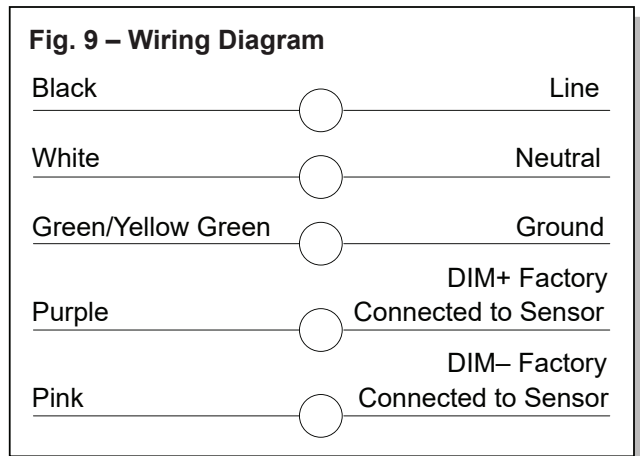 Fig. 9 – Wiring Diagram
Black
Line
White
Neutral
Green/Yellow Green
Ground
Purple
DIM+ Factory
Connected to Sensor
Pink
DIM– Factory
Connected to Sensor